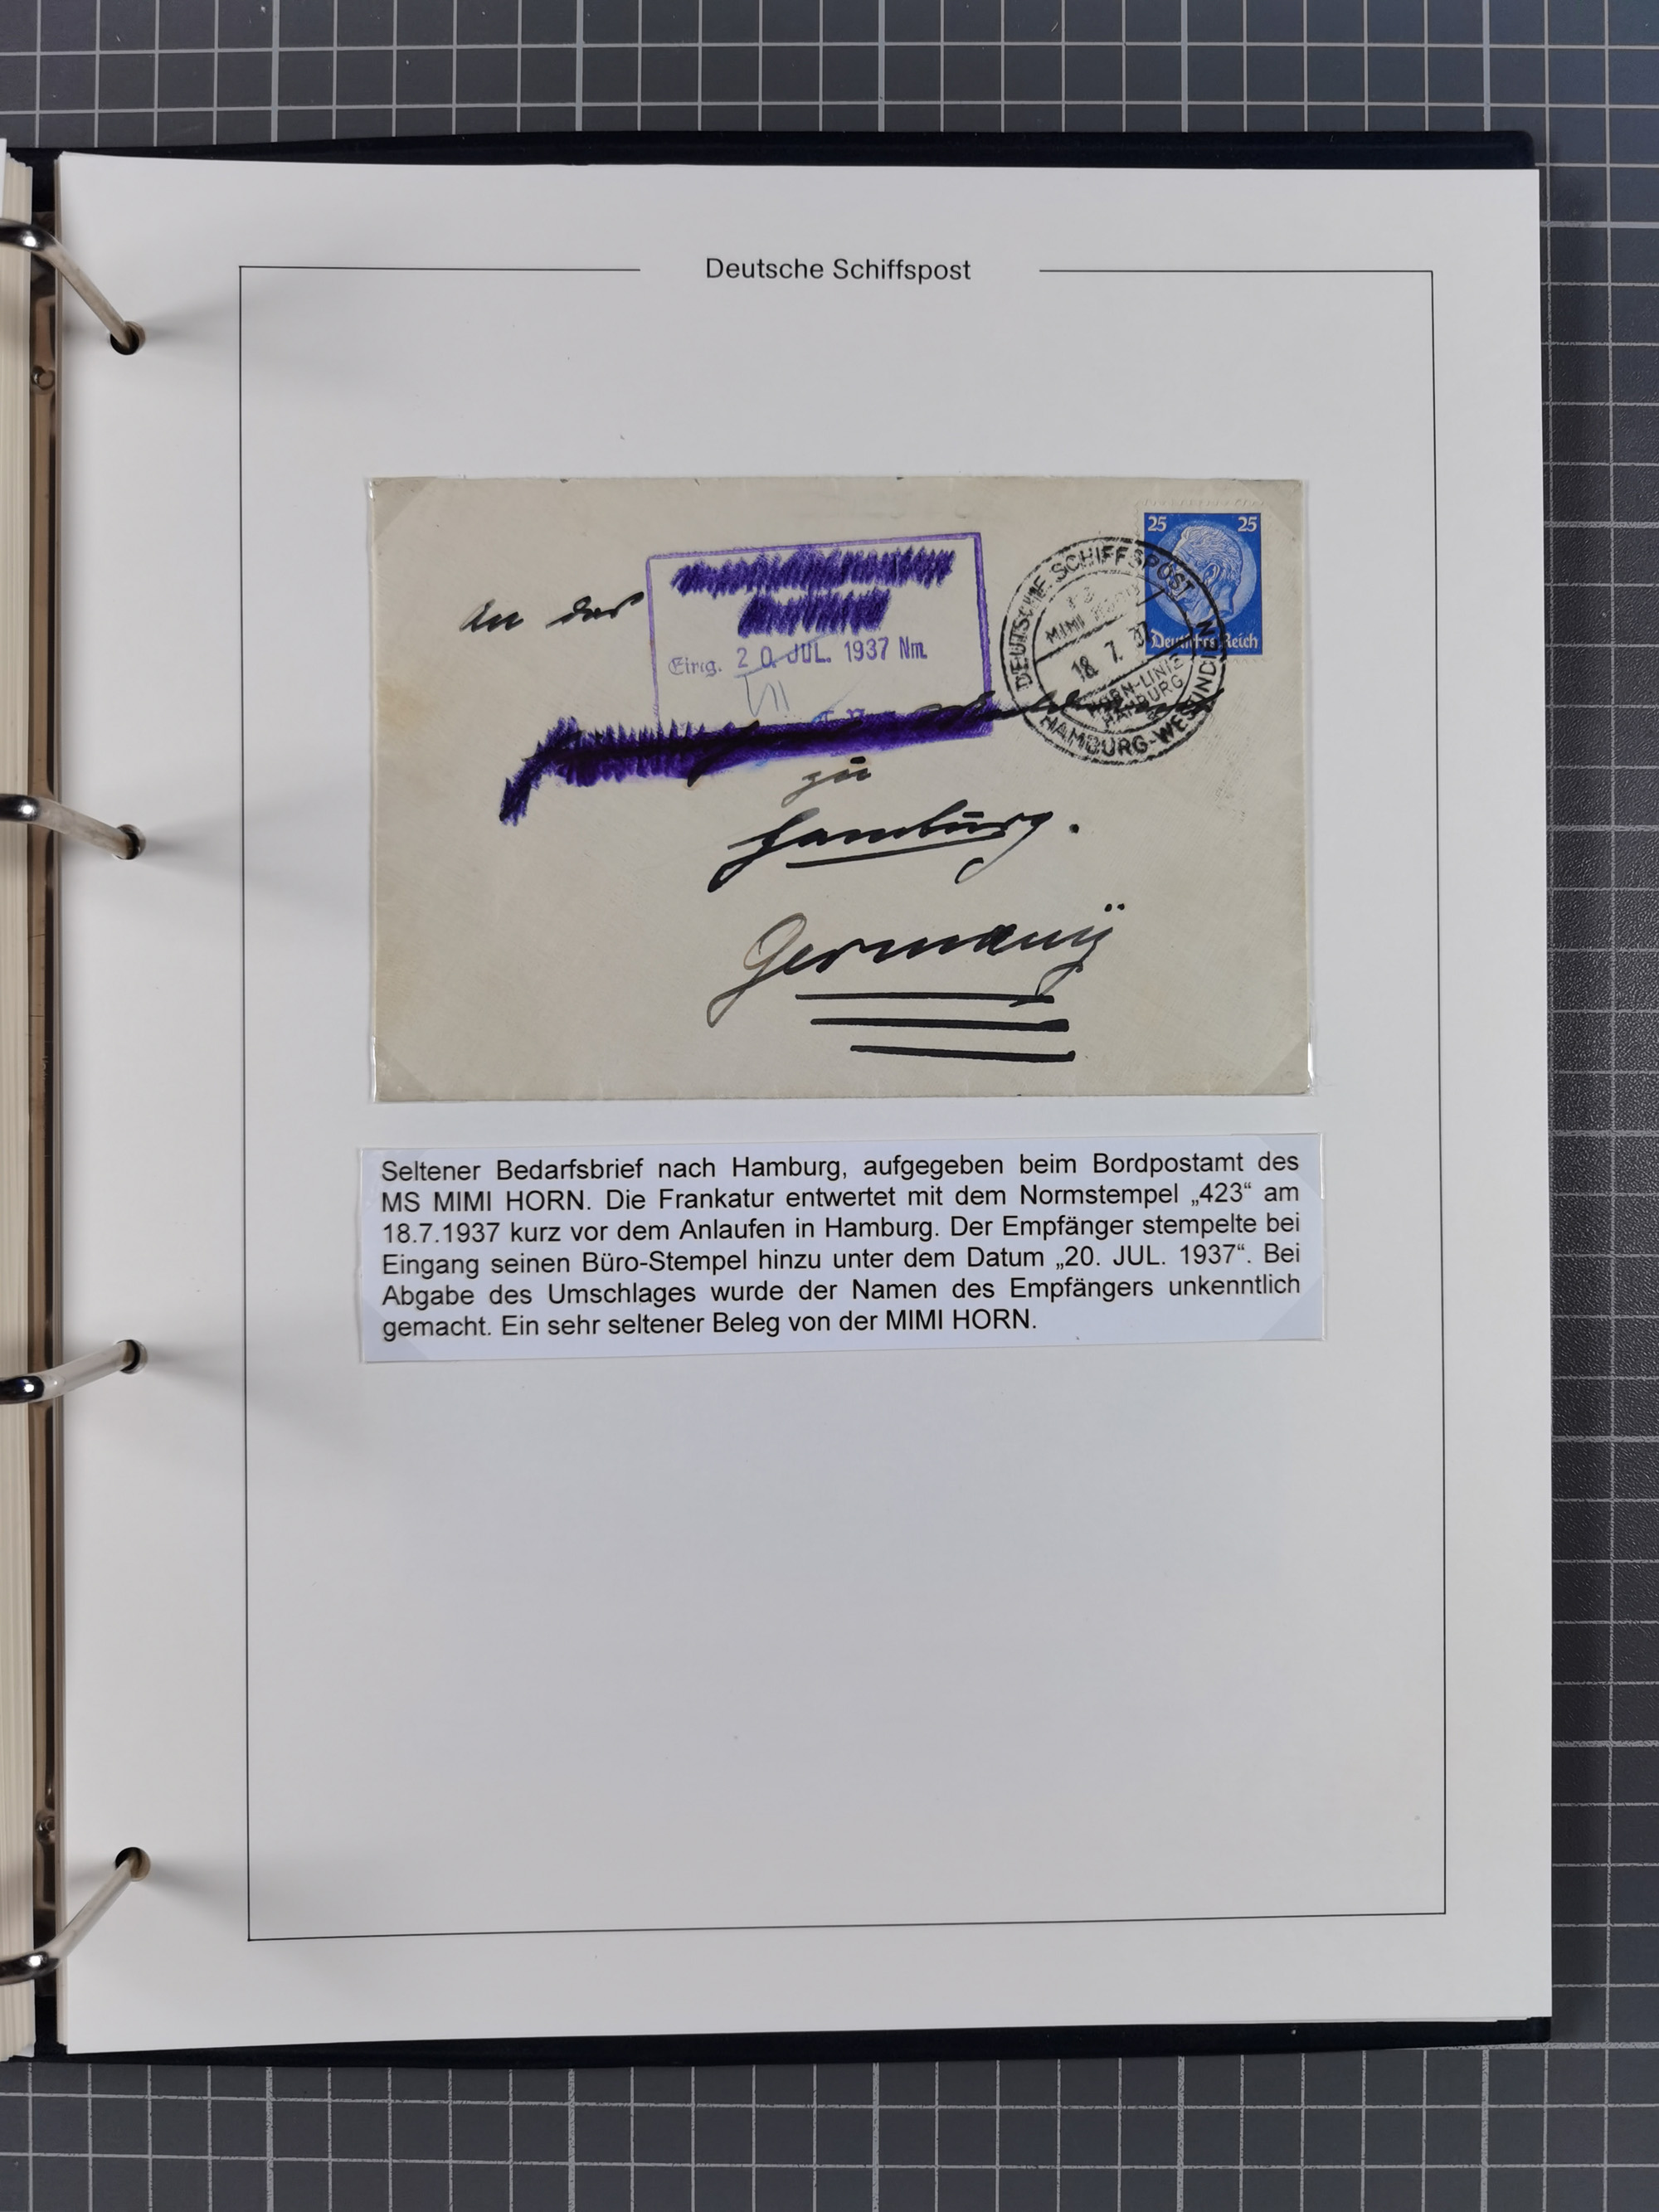 Deutsche Schiffspost
25 25
Deutsches Reich
DEUTSCHE SCHIFFSPOST
MIMI HORN
18. 7. 37
HORN-LINIE
HAMBURG
HAMBURG-WESTINDIEN
An das
Eing. 20. JUL. 1937 Nm.
zu
Hamburg.
Germany
Seltener Bedarfsbrief nach Hamburg, aufgegeben beim Bordpostamt des
MS MIMI HORN. Die Frankatur entwertet mit dem Normstempel „423“ am
18.7.1937 kurz vor dem Anlaufen in Hamburg. Der Empfänger stempelte bei
Eingang seinen Büro-Stempel hinzu unter dem Datum „20. JUL. 1937“. Bei
Abgabe des Umschlages wurde der Namen des Empfängers unkenntlich
gemacht. Ein sehr seltener Beleg von der MIMI HORN.